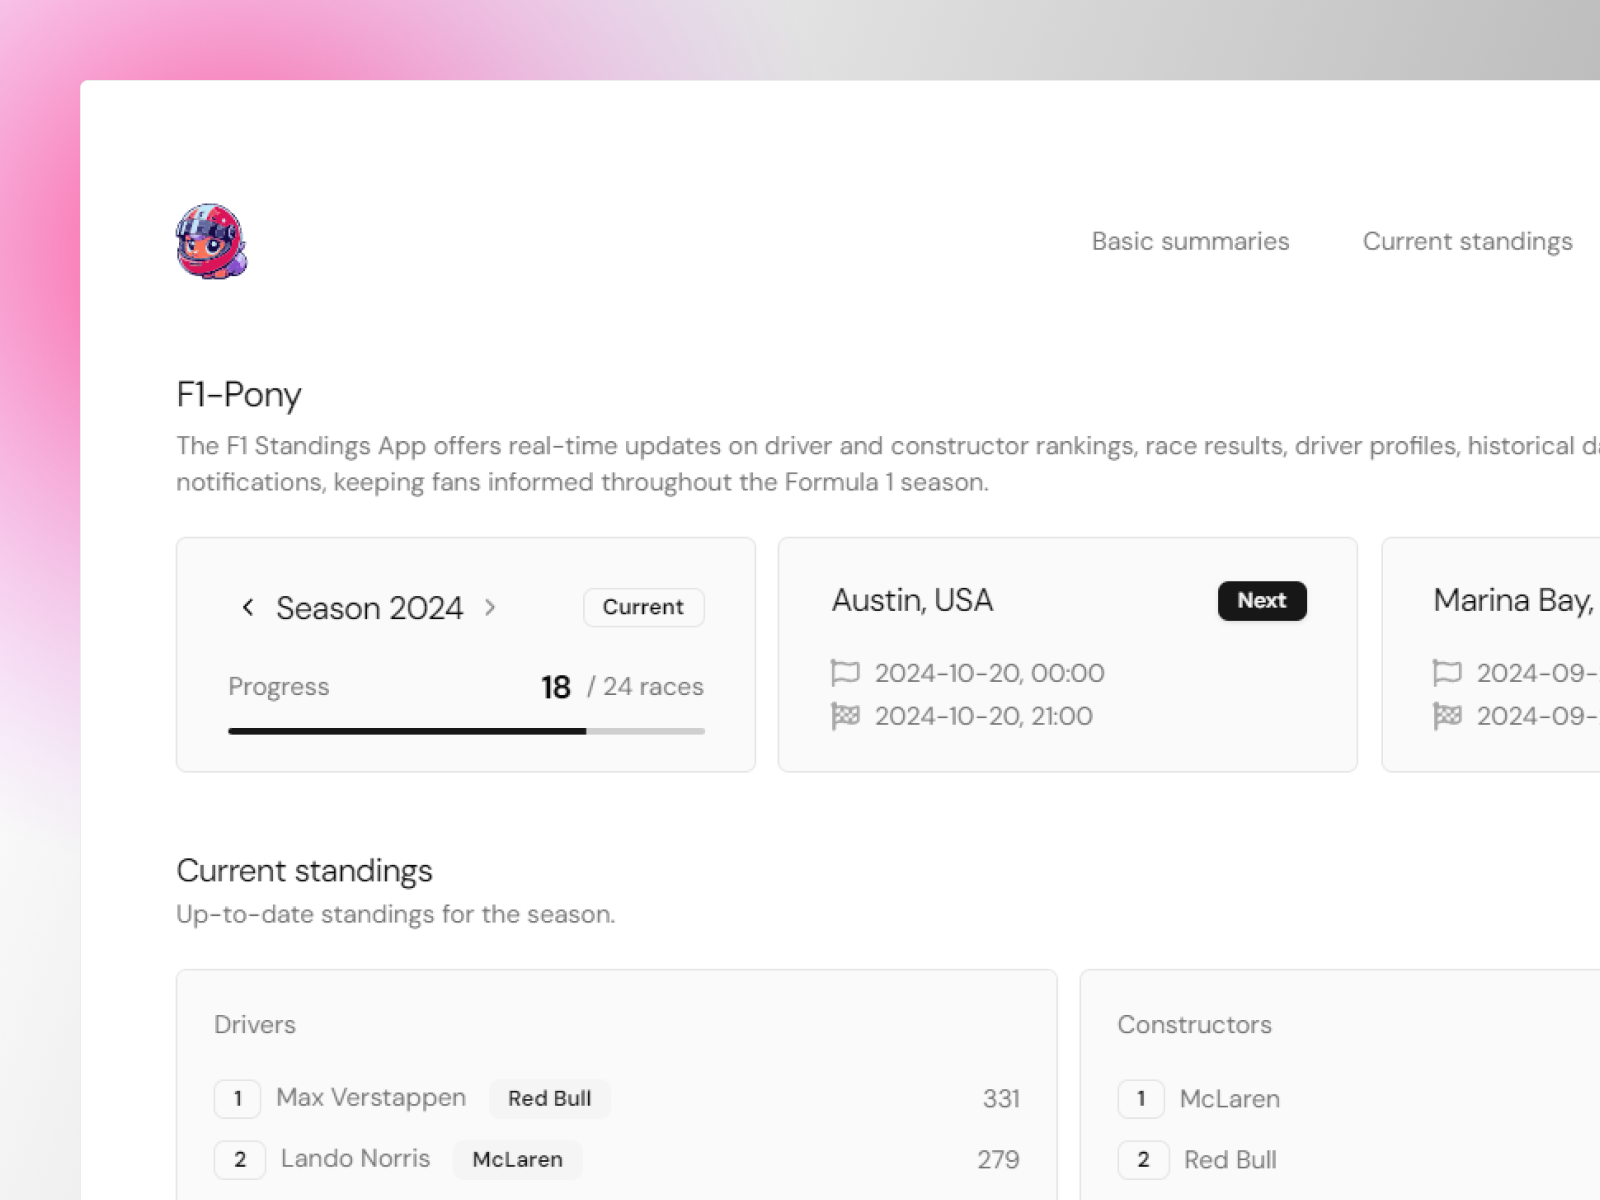 Basic summaries
Current standings
F1-Pony
The F1 Standings App offers real-time updates on driver and constructor rankings, race results, driver profiles, historical
notifications, keeping fans informed throughout the Formula 1 season.
Season 2024
Current
Progress
18 / 24 races
Austin, USA
Next
2024-10-20, 00:00
2024-10-20, 21:00
Marina Bay,
2024-09-
2024-09-
Current standings
Up-to-date standings for the season.
Drivers
1 Max Verstappen Red Bull 331
2 Lando Norris McLaren 279
Constructors
1 McLaren
2 Red Bull